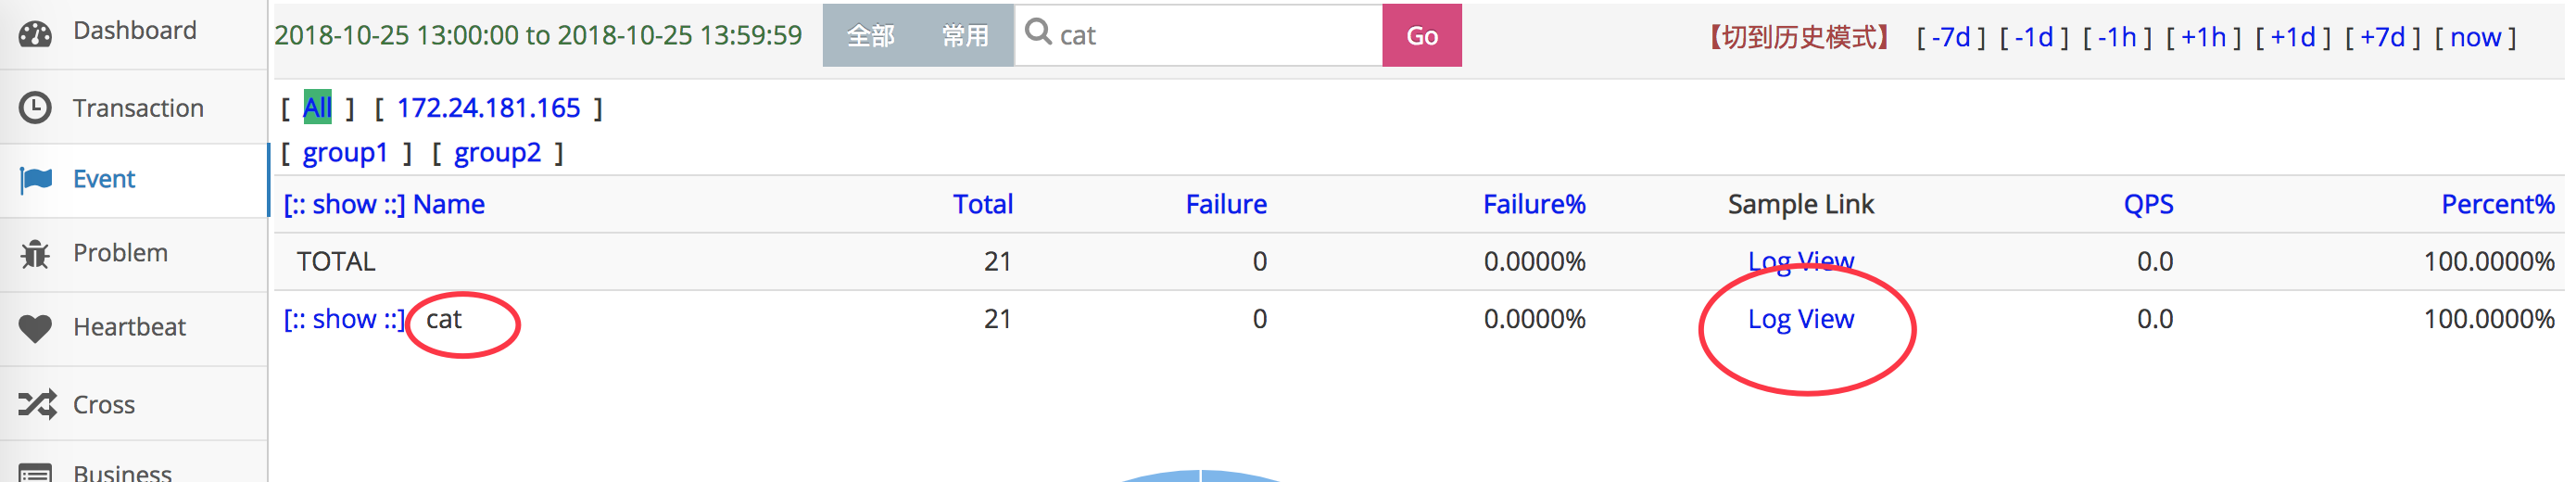 Dashboard
Transaction
Event
Problem
Heartbeat
Cross
Business
2018-10-25 13:00:00 to 2018-10-25 13:59:59 全部 常用 cat Go 【切到历史模式】 [ -7d ] [ -1d ] [ -1h ] [ +1h ] [ +1d ] [ +7d ] [ now ]
[ All ] [ 172.24.181.165 ]
[ group1 ] [ group2 ]
[:: show ::] Name Total Failure Failure% Sample Link QPS Percent%
TOTAL 21 0 0.0000% Log View 0.0 100.0000%
[:: show ::] cat 21 0 0.0000% Log View 0.0 100.0000%